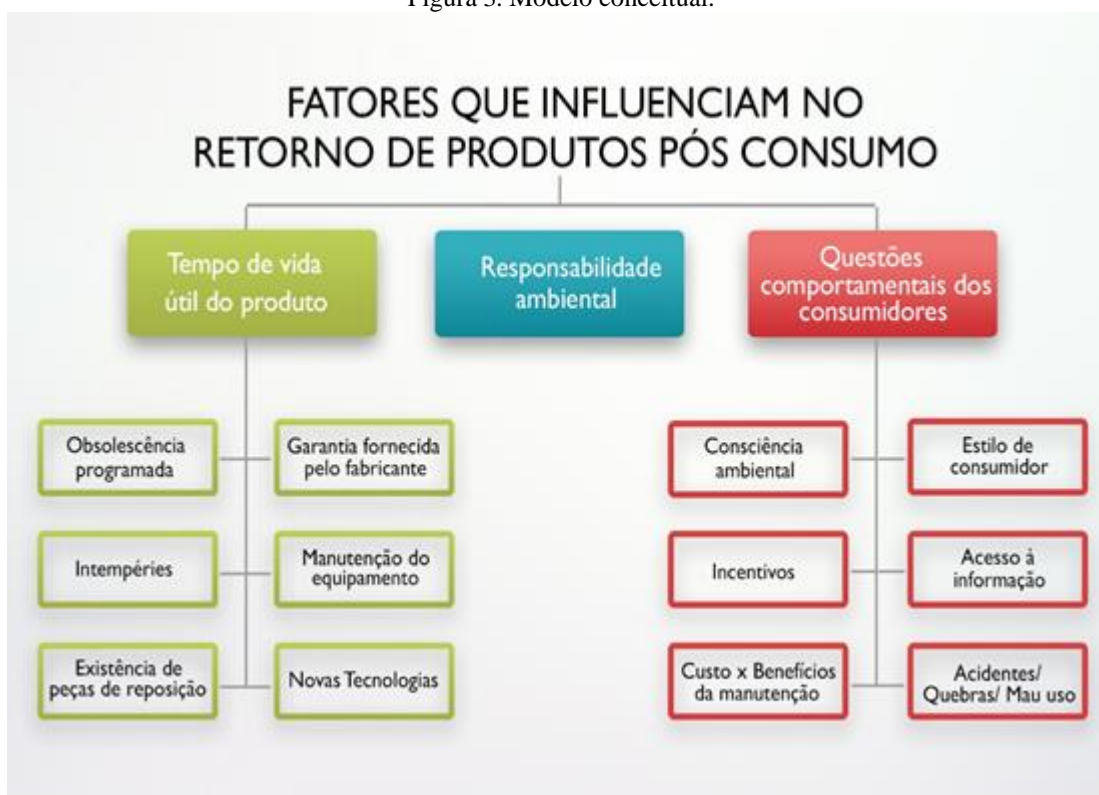 Figura 3. Modelo conceitual.
FATORES QUE INFLUENCIAM NO
RETORNO DE PRODUTOS PÓS CONSUMO
Tempo de vida
útil do produto
Responsabilidade
ambiental
Questões
comportamentais dos
consumidores
Obsolescência
programada
Garantia fornecida
pelo fabricante
Intempéries
Manutenção do
equipamento
Existência de
peças de reposição
Novas Tecnologias
Consciência
ambiental
Estilo de
consumidor
Incentivos
Acesso à
informação
Custo x Benefícios
da manutenção
Acidentes/
Quebras/ Mau uso